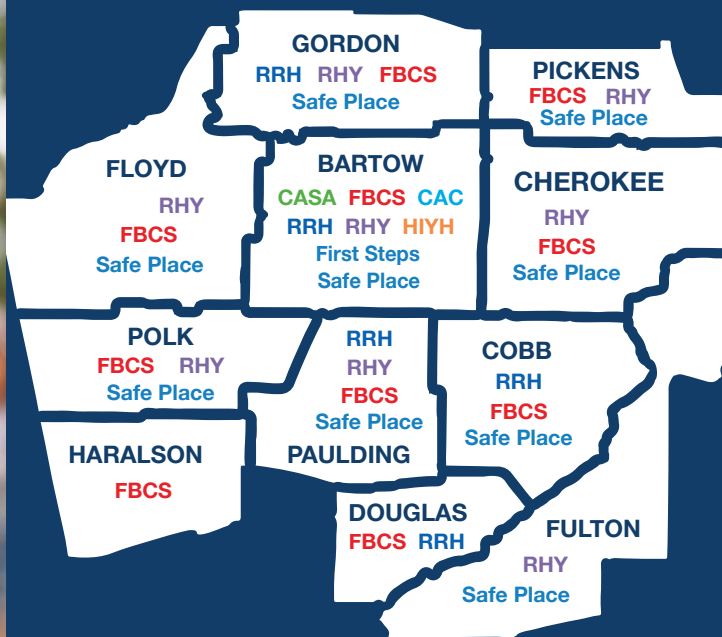 GORDON
RRH RHY FBCS
Safe Place
PICKENS
FBCS RHY
Safe Place
FLOYD
RHY
FBCS
Safe Place
BARTOW
CASA FBCS CAC
RRH RHY HIYH
First Steps
Safe Place
CHEROKEE
RHY
FBCS
Safe Place
POLK
FBCS RHY
Safe Place
RRH
RHY
FBCS
Safe Place
PAULDING
COBB
RRH
FBCS
Safe Place
HARALSON
FBCS
DOUGLAS
FBCS RRH
FULTON
RHY
Safe Place